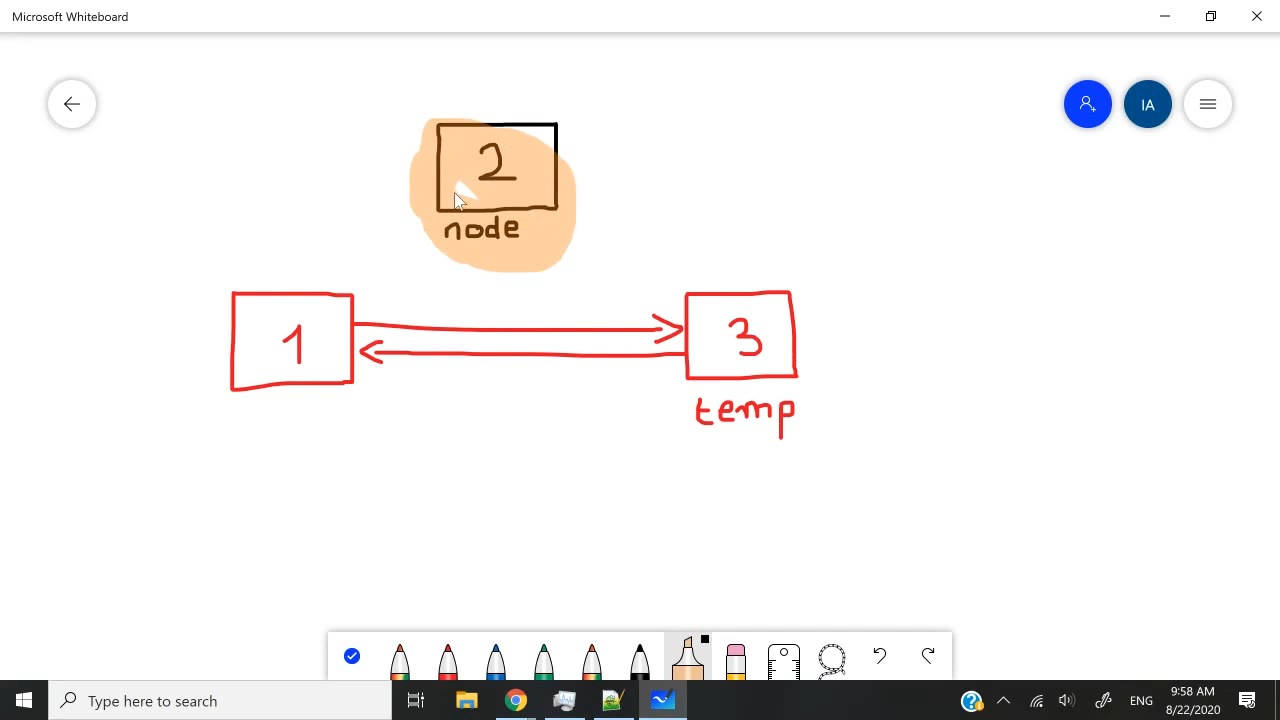 Microsoft Whiteboard
IA
2
node
1
3
temp
Type here to search
ENG
9:58 AM
8/22/2020